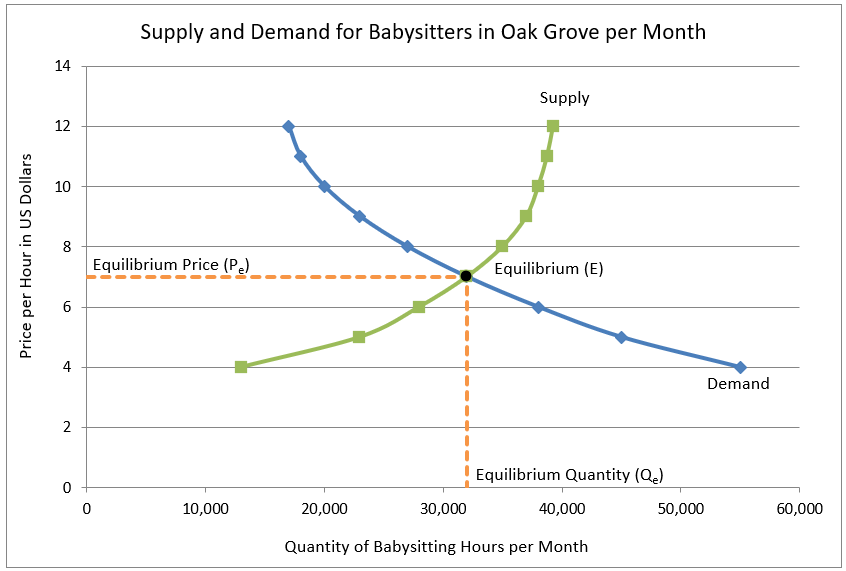 Supply and Demand for Babysitters in Oak Grove per Month
Price per Hour in US Dollars
14
12
10
8
6
4
2
0
Supply
Equilibrium Price (Pe)
Equilibrium (E)
Demand
Equilibrium Quantity (Qe)
0
10,000
20,000
30,000
40,000
50,000
60,000
Quantity of Babysitting Hours per Month